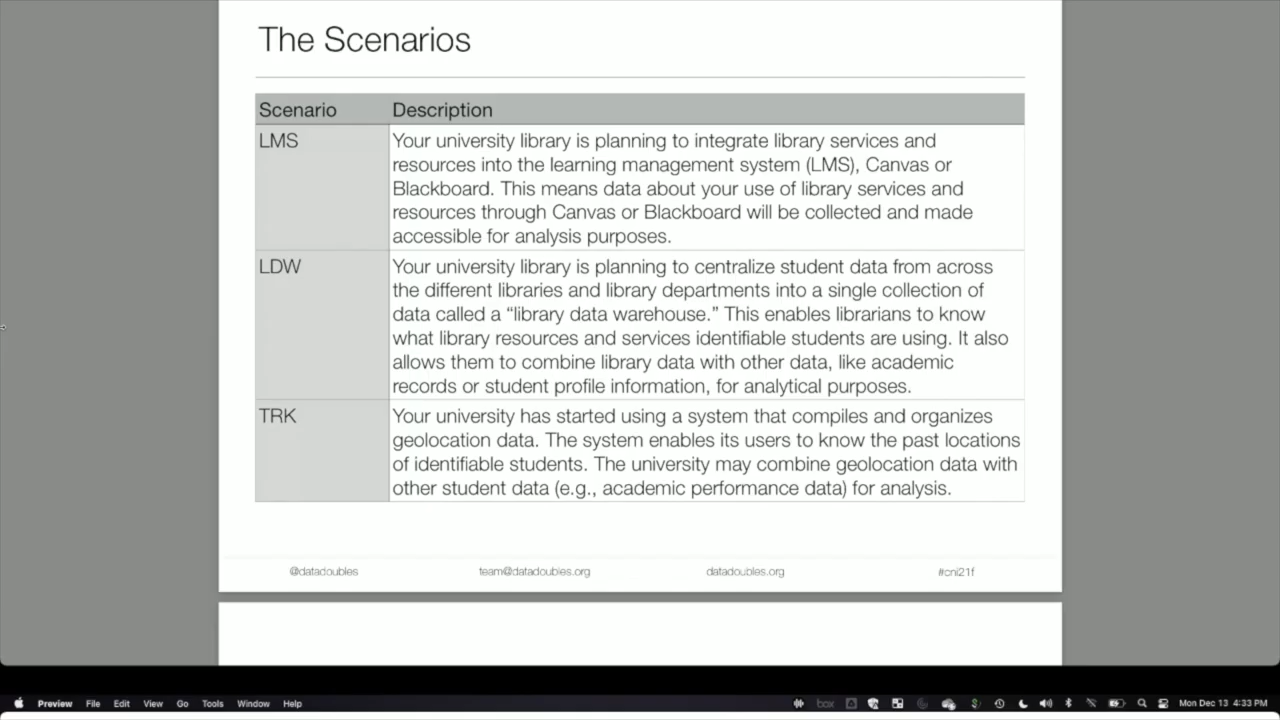 The Scenarios
Scenario Description
LMS Your university library is planning to integrate library services and
resources into the learning management system (LMS), Canvas or
Blackboard. This means data about your use of library services and
resources through Canvas or Blackboard will be collected and made
accessible for analysis purposes.
LDW Your university library is planning to centralize student data from across
the different libraries and library departments into a single collection of
data called a “library data warehouse.” This enables librarians to know
what library resources and services identifiable students are using. It also
allows them to combine library data with other data, like academic
records or student profile information, for analytical purposes.
TRK Your university has started using a system that compiles and organizes
geolocation data. The system enables its users to know the past locations
of identifiable students. The university may combine geolocation data with
other student data (e.g., academic performance data) for analysis.
@datadoubles team@datadoubles.org datadoubles.org #cni21f
Preview File Edit View Go Tools Window Help box Mon Dec 13 4:33 PM